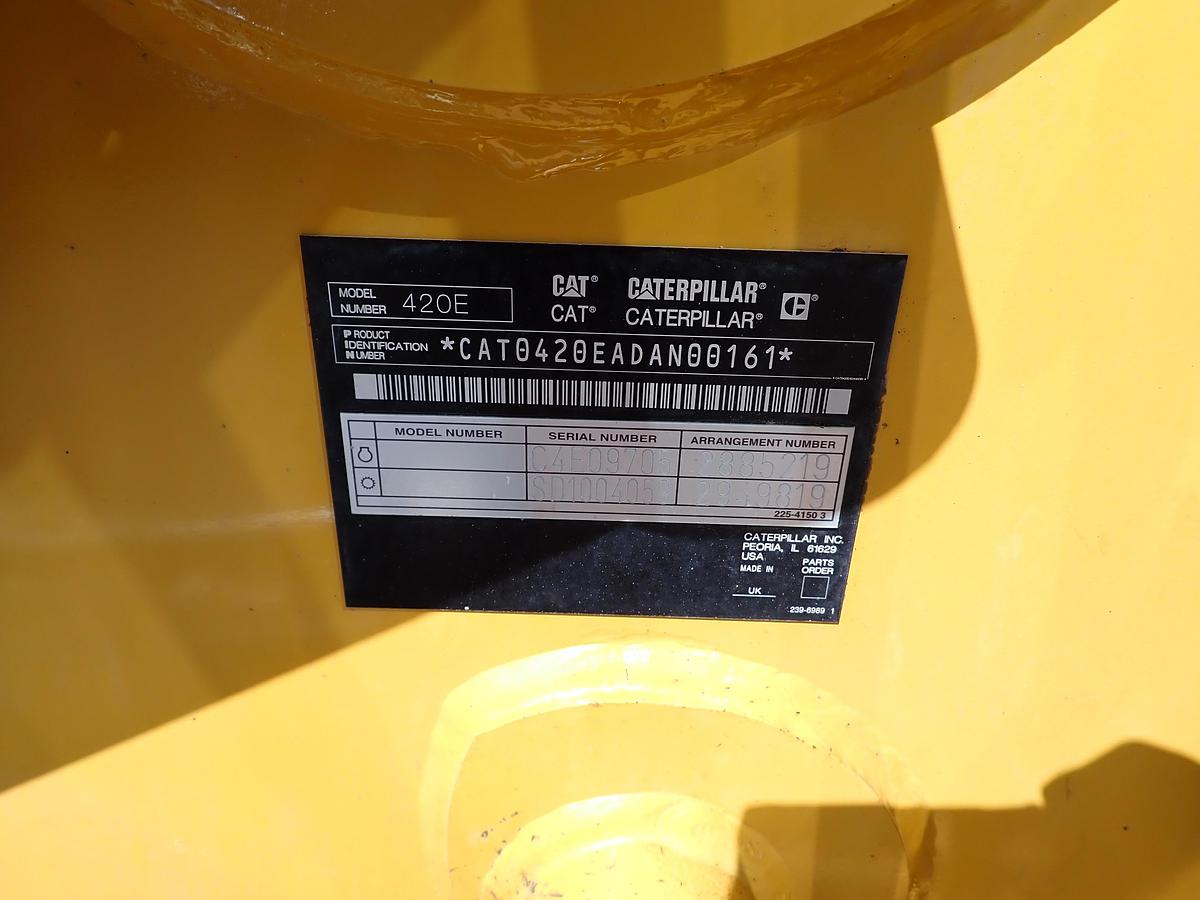 MODEL NUMBER 420E
CAT® CATERPILLAR®
CAT® CATERPILLAR®
PRODUCT IDENTIFICATION NUMBER *CAT0420EADAN00161*
MODEL NUMBER SERIAL NUMBER ARRANGEMENT NUMBER
225-4150 3
CATERPILLAR INC.
PEORIA, IL 61629
USA
MADE IN UK
PARTS ORDER
239-6989 1